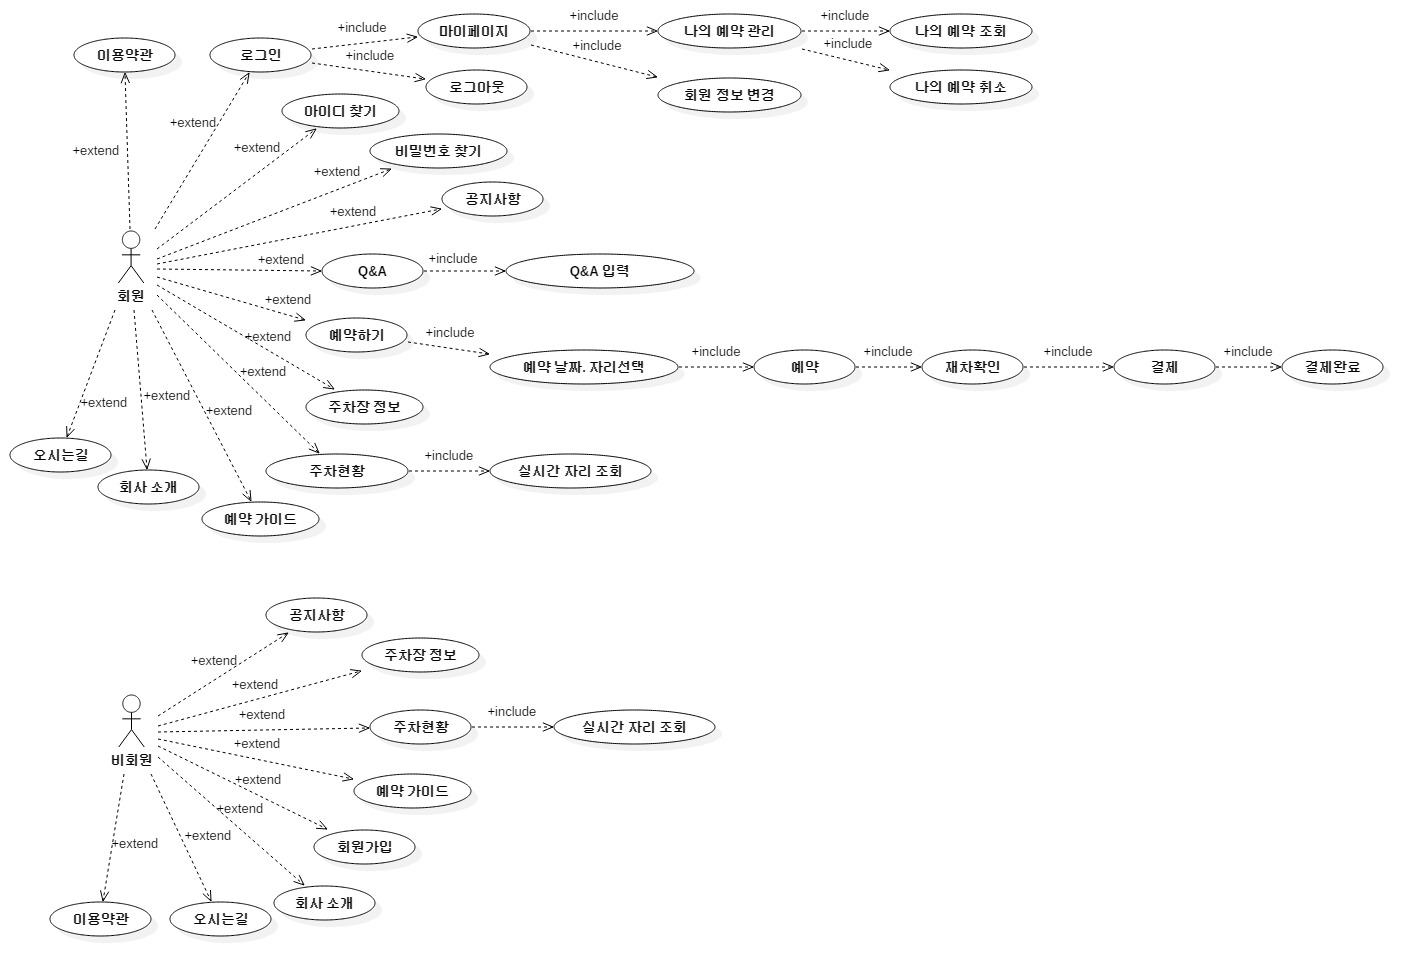 +include
+include
+include
마이페이지
나의 예약 관리
나의 예약 조회
+include
이용약관
로그인
+include
+include
+include
로그아웃
회원 정보 변경
나의 예약 취소
아이디 찾기
+extend
+extend
+extend
비밀번호 찾기
+extend
공지사항
+extend
+extend
+include
Q&A
Q&A 입력
회원
+extend
예약하기
+extend
+include
+include
+include
+include
+include
예약 날짜. 자리선택
예약
재차확인
결제
결제완료
+extend
+extend
+extend
+extend
주차장 정보
오시는길
+include
주차현황
실시간 자리 조회
회사 소개
예약 가이드
공지사항
+extend
주차장 정보
+extend
+extend
+include
주차현황
실시간 자리 조회
+extend
비회원
+extend
예약 가이드
+extend
+extend
+extend
회원가입
회사 소개
이용약관
오시는길